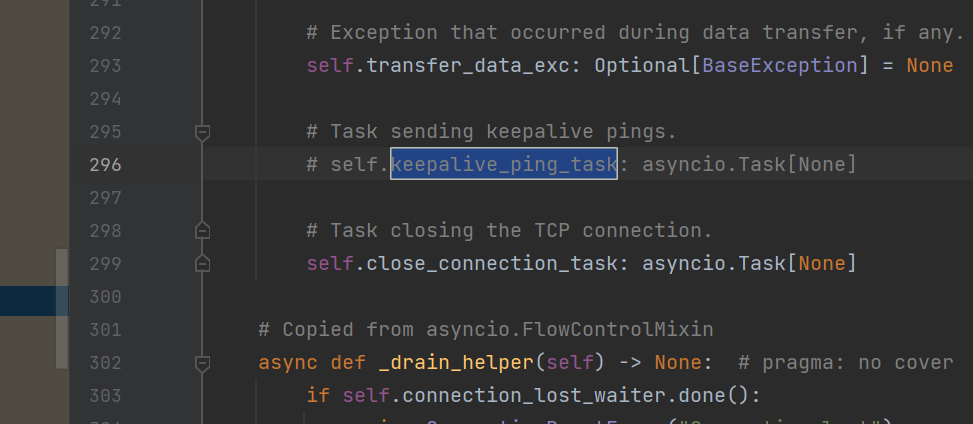 291
292 # Exception that occurred during data transfer, if any.
293 self.transfer_data_exc: Optional[BaseException] = None
294
295 # Task sending keepalive pings.
296 # self.keepalive_ping_task: asyncio.Task[None]
297
298 # Task closing the TCP connection.
299 self.close_connection_task: asyncio.Task[None]
300
301 # Copied from asyncio.FlowControlMixin
302 async def _drain_helper(self) -> None:  # pragma: no cover
303 if self.connection_lost_waiter.done():